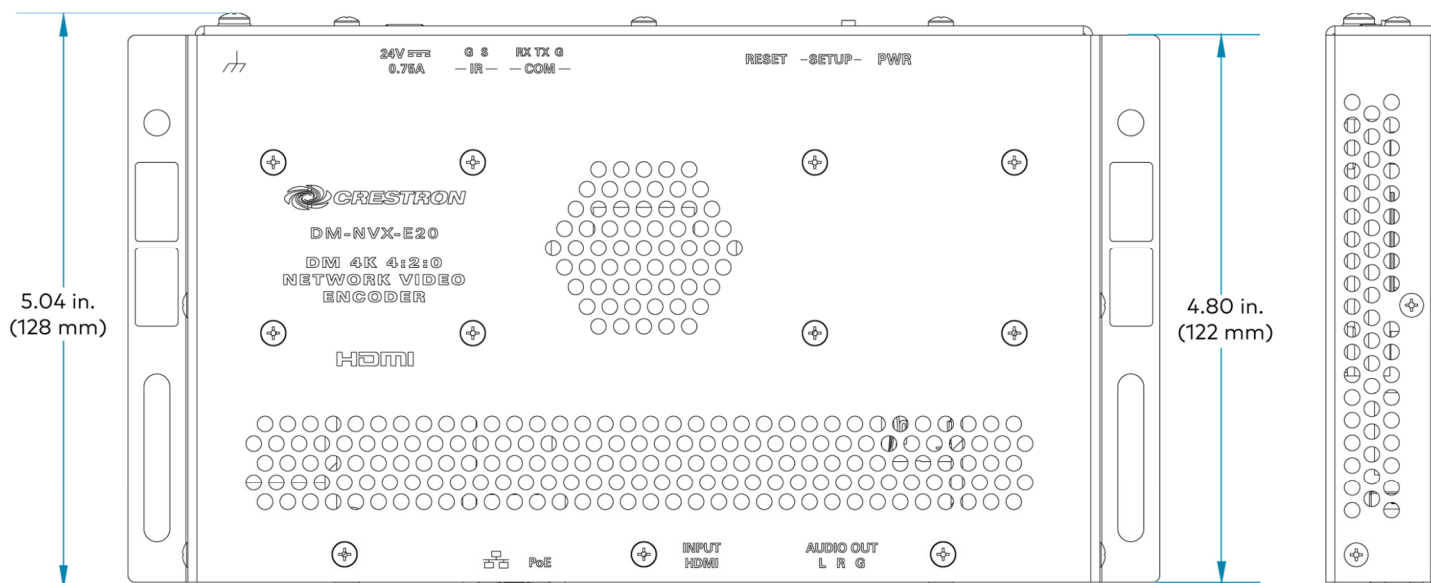 24V ⎓ G S RX TX G
0.75A –IR– –COM–
RESET –SETUP– PWR
CRESTRON
DM-NVX-E20
DM 4K 4:2:0
NETWORK VIDEO
ENCODER
HDMI
5.04 in.
(128 mm)
4.80 in.
(122 mm)
PoE
INPUT
HDMI
AUDIO OUT
L R G